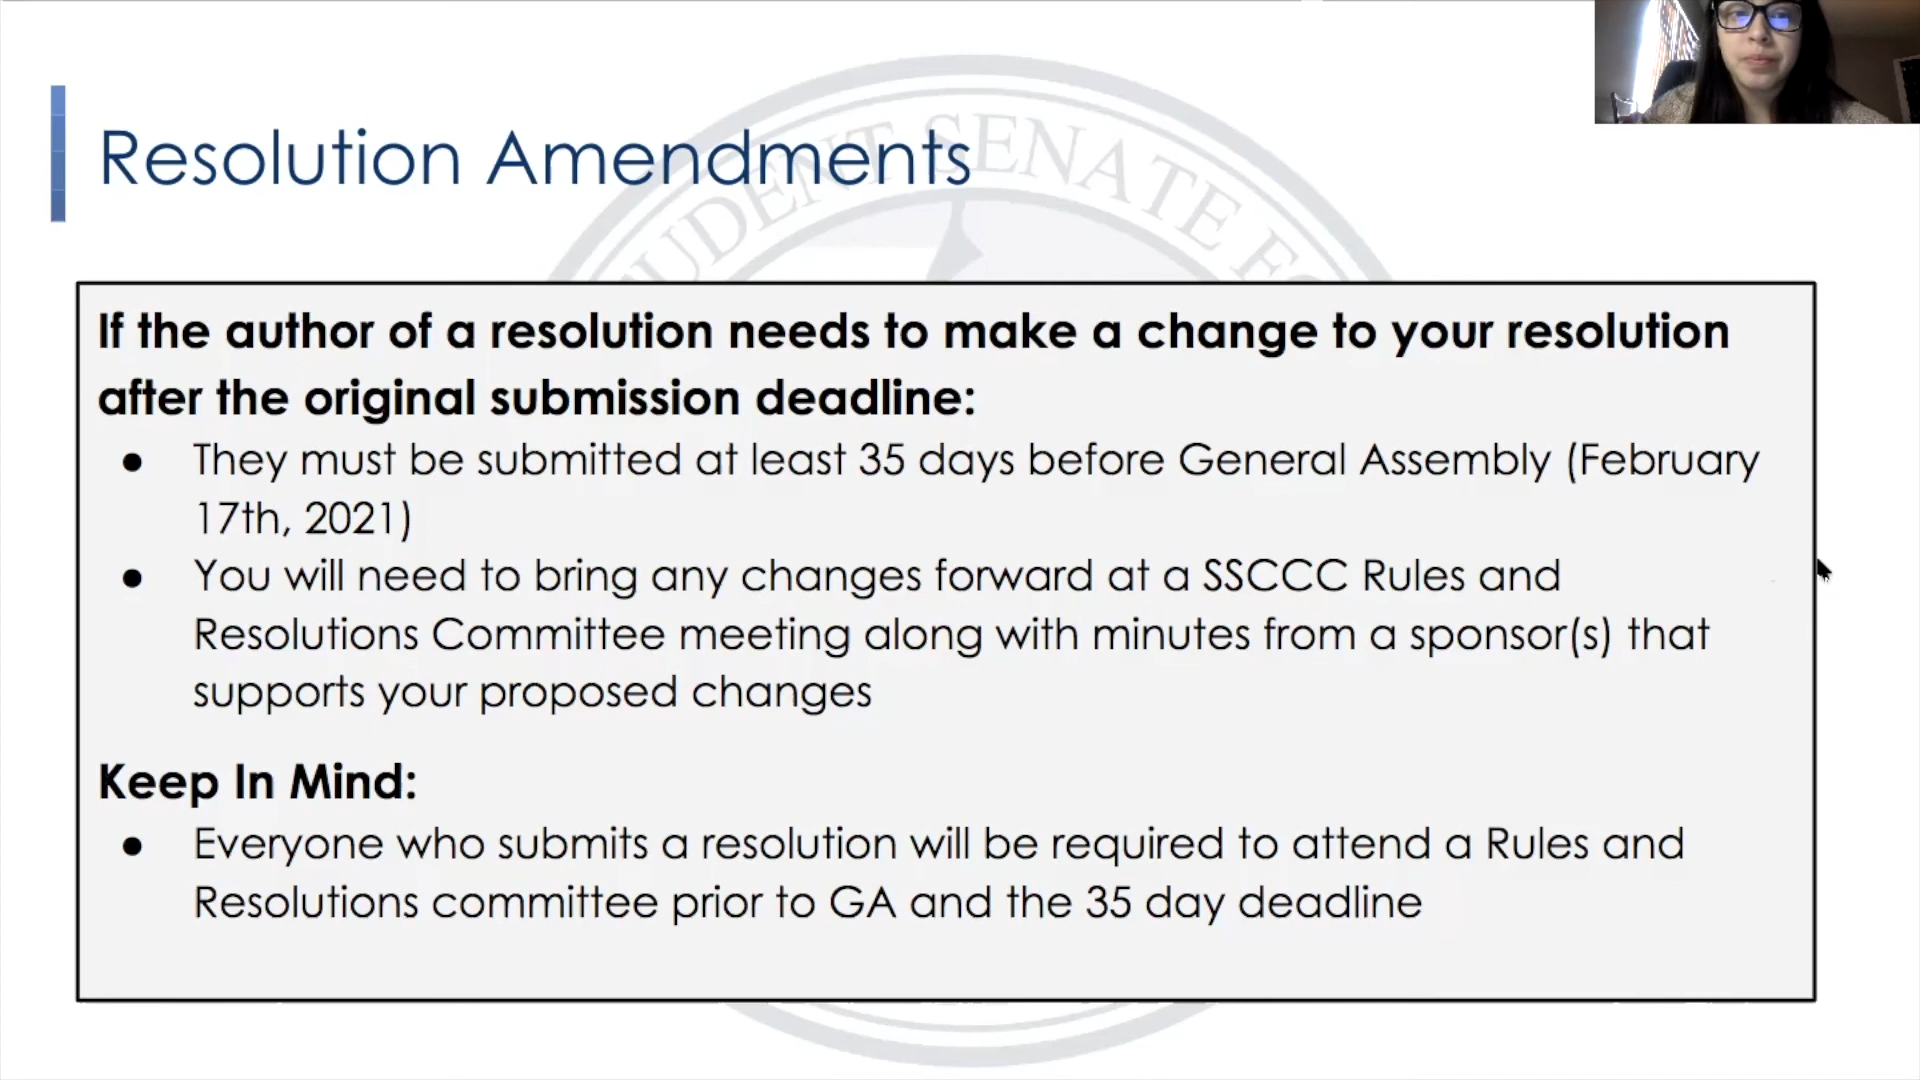 STUDENT SENATE FO
Resolution Amendments
If the author of a resolution needs to make a change to your resolution
after the original submission deadline:
● They must be submitted at least 35 days before General Assembly (February
17th, 2021)
● You will need to bring any changes forward at a SSCCC Rules and
Resolutions Committee meeting along with minutes from a sponsor(s) that
supports your proposed changes
Keep In Mind:
● Everyone who submits a resolution will be required to attend a Rules and
Resolutions committee prior to GA and the 35 day deadline